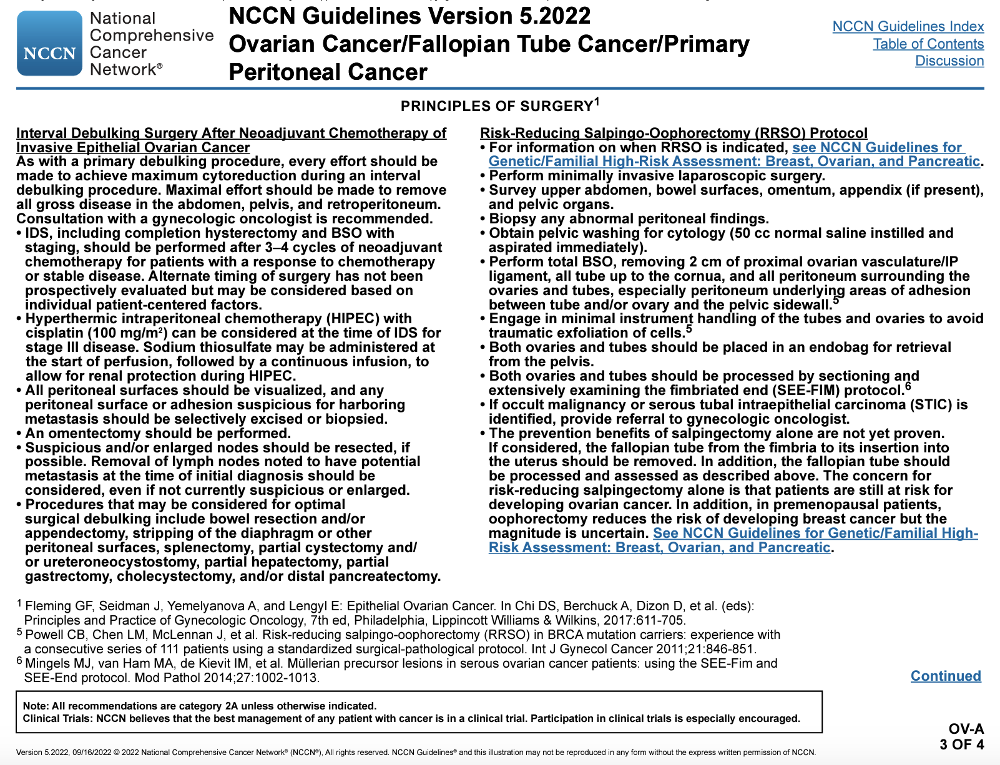 NCCN
National
Comprehensive
Cancer
Network®
NCCN Guidelines Version 5.2022
Ovarian Cancer/Fallopian Tube Cancer/Primary
Peritoneal Cancer
NCCN Guidelines Index
Table of Contents
Discussion
PRINCIPLES OF SURGERY1
Interval Debulking Surgery After Neoadjuvant Chemotherapy of
Invasive Epithelial Ovarian Cancer
As with a primary debulking procedure, every effort should be
made to achieve maximum cytoreduction during an interval
debulking procedure. Maximal effort should be made to remove
all gross disease in the abdomen, pelvis, and retroperitoneum.
Consultation with a gynecologic oncologist is recommended.
• IDS, including completion hysterectomy and BSO with
staging, should be performed after 3–4 cycles of neoadjuvant
chemotherapy for patients with a response to chemotherapy
or stable disease. Alternate timing of surgery has not been
prospectively evaluated but may be considered based on
individual patient-centered factors.
• Hyperthermic intraperitoneal chemotherapy (HIPEC) with
cisplatin (100 mg/m2) can be considered at the time of IDS for
stage III disease. Sodium thiosulfate may be administered at
the start of perfusion, followed by a continuous infusion, to
allow for renal protection during HIPEC.
• All peritoneal surfaces should be visualized, and any
peritoneal surface or adhesion suspicious for harboring
metastasis should be selectively excised or biopsied.
• An omentectomy should be performed.
• Suspicious and/or enlarged nodes should be resected, if
possible. Removal of lymph nodes noted to have potential
metastasis at the time of initial diagnosis should be
considered, even if not currently suspicious or enlarged.
• Procedures that may be considered for optimal
surgical debulking include bowel resection and/or
appendectomy, stripping of the diaphragm or other
peritoneal surfaces, splenectomy, partial cystectomy and/
or ureteroneocystostomy, partial hepatectomy, partial
gastrectomy, cholecystectomy, and/or distal pancreatectomy.
Risk-Reducing Salpingo-Oophorectomy (RRSO) Protocol
• For information on when RRSO is indicated, see NCCN Guidelines for
Genetic/Familial High-Risk Assessment: Breast, Ovarian, and Pancreatic.
• Perform minimally invasive laparoscopic surgery.
• Survey upper abdomen, bowel surfaces, omentum, appendix (if present),
and pelvic organs.
• Biopsy any abnormal peritoneal findings.
• Obtain pelvic washing for cytology (50 cc normal saline instilled and
aspirated immediately).
• Perform total BSO, removing 2 cm of proximal ovarian vasculature/IP
ligament, all tube up to the cornua, and all peritoneum surrounding the
ovaries and tubes, especially peritoneum underlying areas of adhesion
between tube and/or ovary and the pelvic sidewall.5
• Engage in minimal instrument handling of the tubes and ovaries to avoid
traumatic exfoliation of cells.5
• Both ovaries and tubes should be placed in an endobag for retrieval
from the pelvis.
• Both ovaries and tubes should be processed by sectioning and
extensively examining the fimbriated end (SEE-FIM) protocol.6
• If occult malignancy or serous tubal intraepithelial carcinoma (STIC) is
identified, provide referral to gynecologic oncologist.
• The prevention benefits of salpingectomy alone are not yet proven.
If considered, the fallopian tube from the fimbria to its insertion into
the uterus should be removed. In addition, the fallopian tube should
be processed and assessed as described above. The concern for
risk-reducing salpingectomy alone is that patients are still at risk for
developing ovarian cancer. In addition, in premenopausal patients,
oophorectomy reduces the risk of developing breast cancer but the
magnitude is uncertain. See NCCN Guidelines for Genetic/Familial High-
Risk Assessment: Breast, Ovarian, and Pancreatic.
1 Fleming GF, Seidman J, Yemelyanova A, and Lengyl E: Epithelial Ovarian Cancer. In Chi DS, Berchuck A, Dizon D, et al. (eds):
Principles and Practice of Gynecologic Oncology, 7th ed, Philadelphia, Lippincott Williams & Wilkins, 2017:611-705.
5 Powell CB, Chen LM, McLennan J, et al. Risk-reducing salpingo-oophorectomy (RRSO) in BRCA mutation carriers: experience with
a consecutive series of 111 patients using a standardized surgical-pathological protocol. Int J Gynecol Cancer 2011;21:846-851.
6 Mingels MJ, van Ham MA, de Kievit IM, et al. Müllerian precursor lesions in serous ovarian cancer patients: using the SEE-Fim and
SEE-End protocol. Mod Pathol 2014;27:1002-1013.
Continued
Note: All recommendations are category 2A unless otherwise indicated.
Clinical Trials: NCCN believes that the best management of any patient with cancer is in a clinical trial. Participation in clinical trials is especially encouraged.
OV-A
3 OF 4
Version 5.2022, 09/16/2022 © 2022 National Comprehensive Cancer Network® (NCCN®), All rights reserved. NCCN Guidelines® and this illustration may not be reproduced in any form without the express written permission of NCCN.